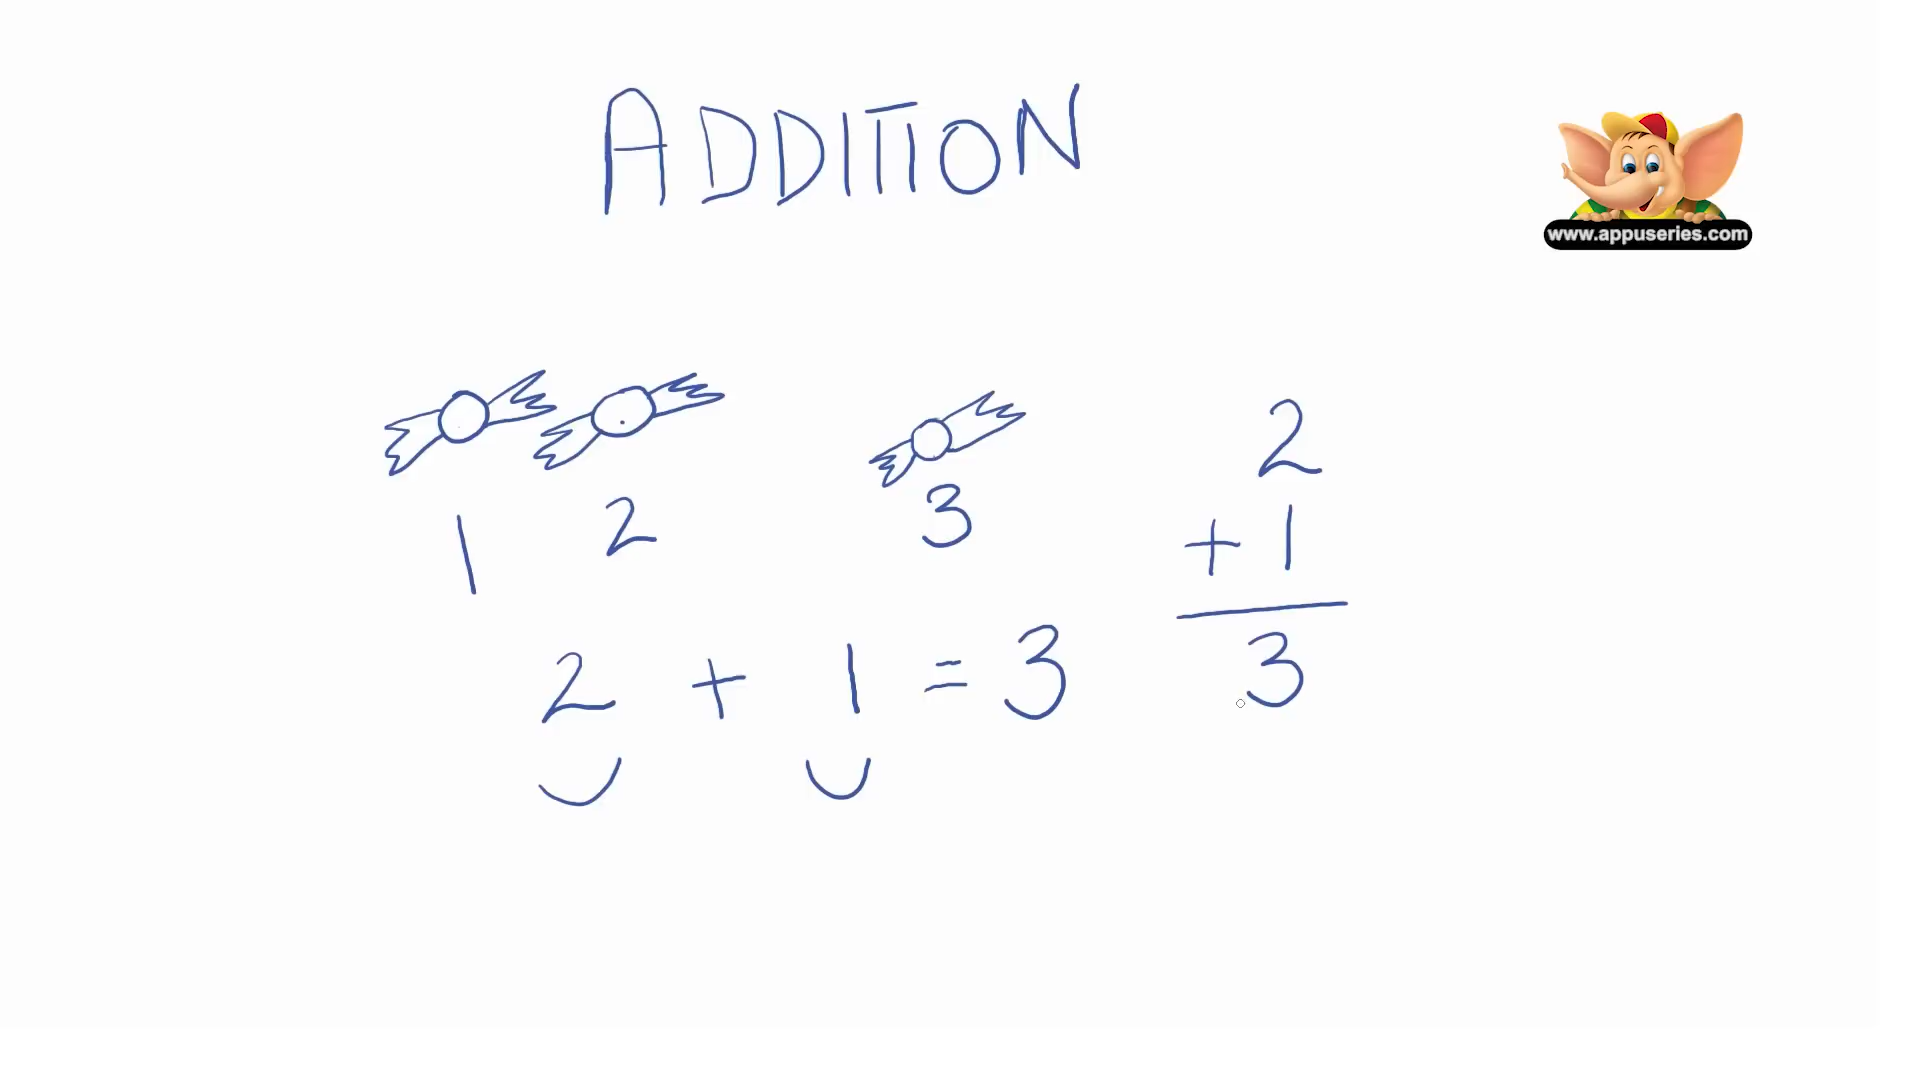 ADDITION
www.appuseries.com
1 2 3
2 + 1 = 3
2
+ 1
3